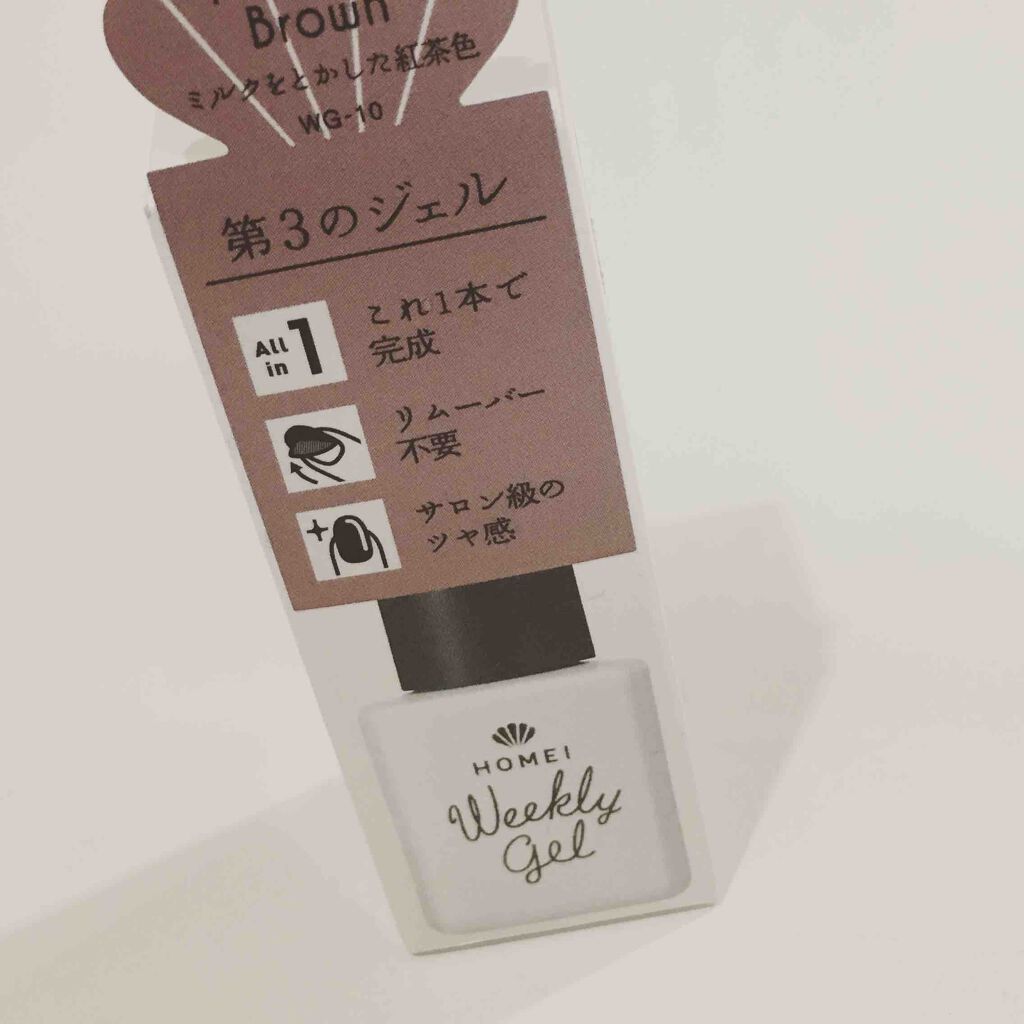 Brown
ミルクをとかした紅茶色
WG-10
第3のジェル
All in 1
これ1本で
完成
リムーバー
不要
サロン級の
ツヤ感
HOMEI
Weekly
Gel